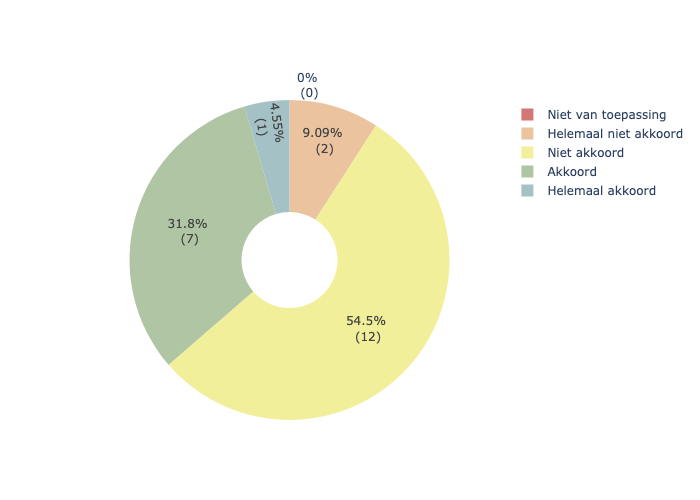 0%
(0)
4.55%
(1)
9.09%
(2)
31.8%
(7)
54.5%
(12)
Niet van toepassing
Helemaal niet akkoord
Niet akkoord
Akkoord
Helemaal akkoord